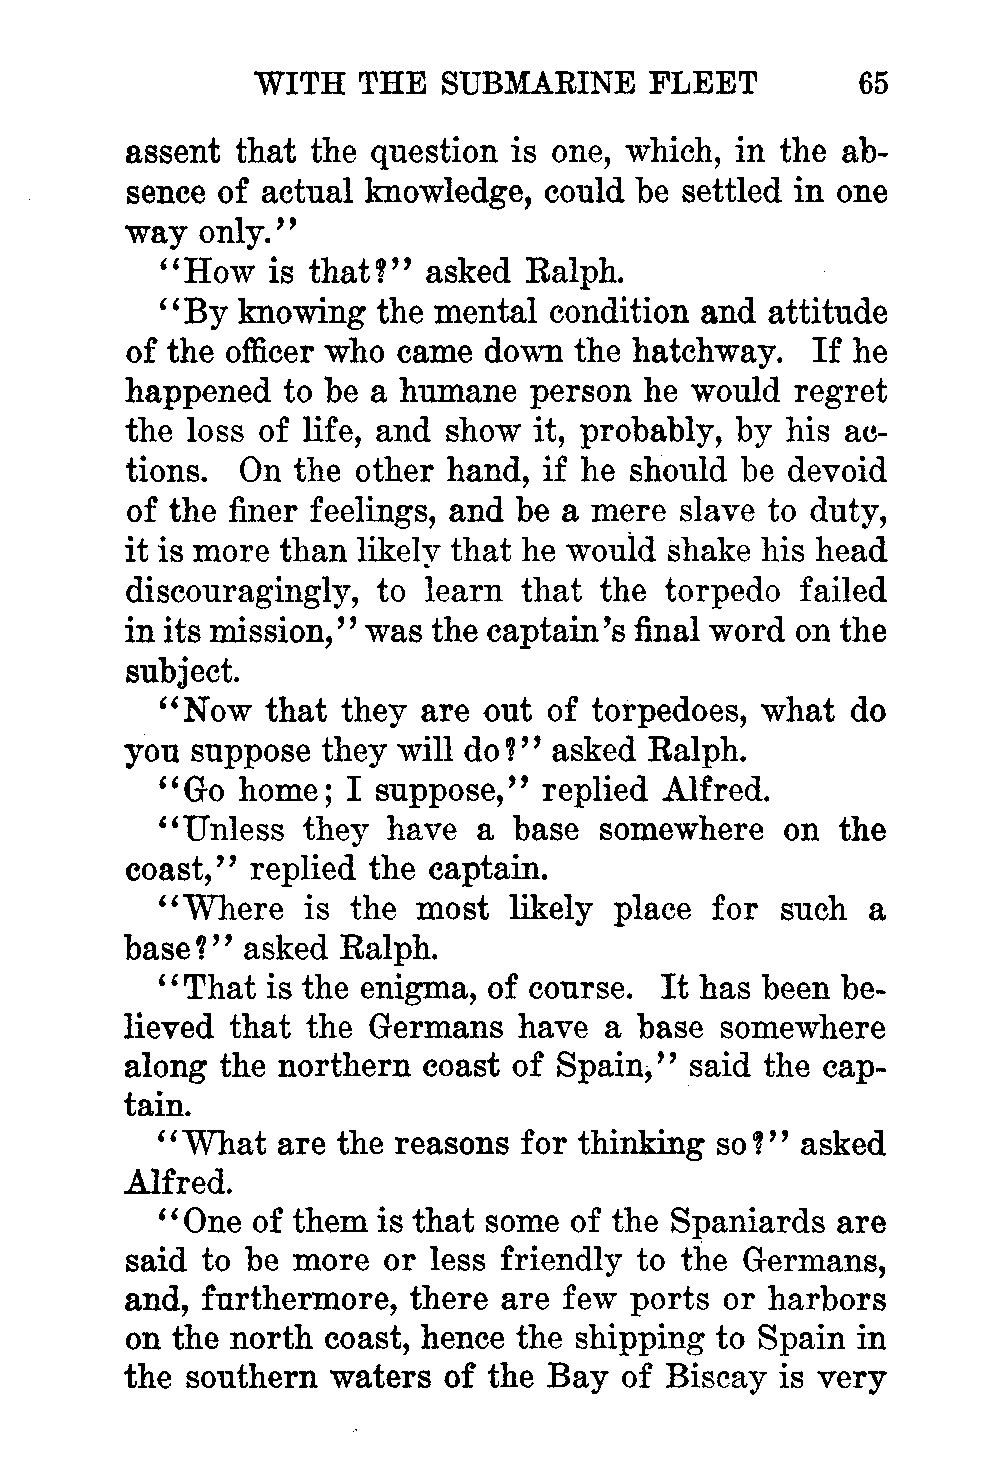 WITH THE SUBMARINE FLEET 65
assent that the question is one, which, in the ab-
sence of actual knowledge, could be settled in one
way only.''
``How is that?'' asked Ralph.
``By knowing the mental condition and attitude
of the officer who came down the hatchway. If he
happened to be a humane person he would regret
the loss of life, and show it, probably, by his ac-
tions. On the other hand, if he should be devoid
of the finer feelings, and be a mere slave to duty,
it is more than likely that he would shake his head
discouragingly, to learn that the torpedo failed
in its mission,'' was the captain's final word on the
subject.
``Now that they are out of torpedoes, what do
you suppose they will do?'' asked Ralph.
``Go home; I suppose,'' replied Alfred.
``Unless they have a base somewhere on the
coast,'' replied the captain.
``Where is the most likely place for such a
base?'' asked Ralph.
``That is the enigma, of course. It has been be-
lieved that the Germans have a base somewhere
along the northern coast of Spain,'' said the cap-
tain.
``What are the reasons for thinking so?'' asked
Alfred.
``One of them is that some of the Spaniards are
said to be more or less friendly to the Germans,
and, furthermore, there are few ports or harbors
on the north coast, hence the shipping to Spain in
the southern waters of the Bay of Biscay is very